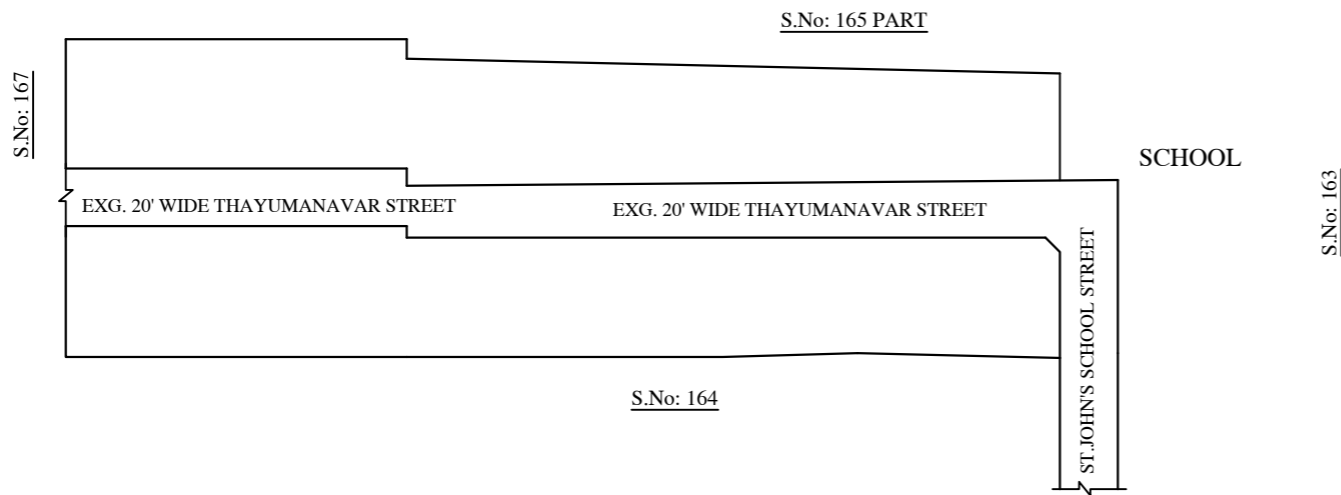 S.No: 165 PART
S.No: 167
SCHOOL
S.No: 163
EXG. 20' WIDE THAYUMANAVAR STREET
EXG. 20' WIDE THAYUMANAVAR STREET
ST.JOHN'S SCHOOL STREET
S.No: 164